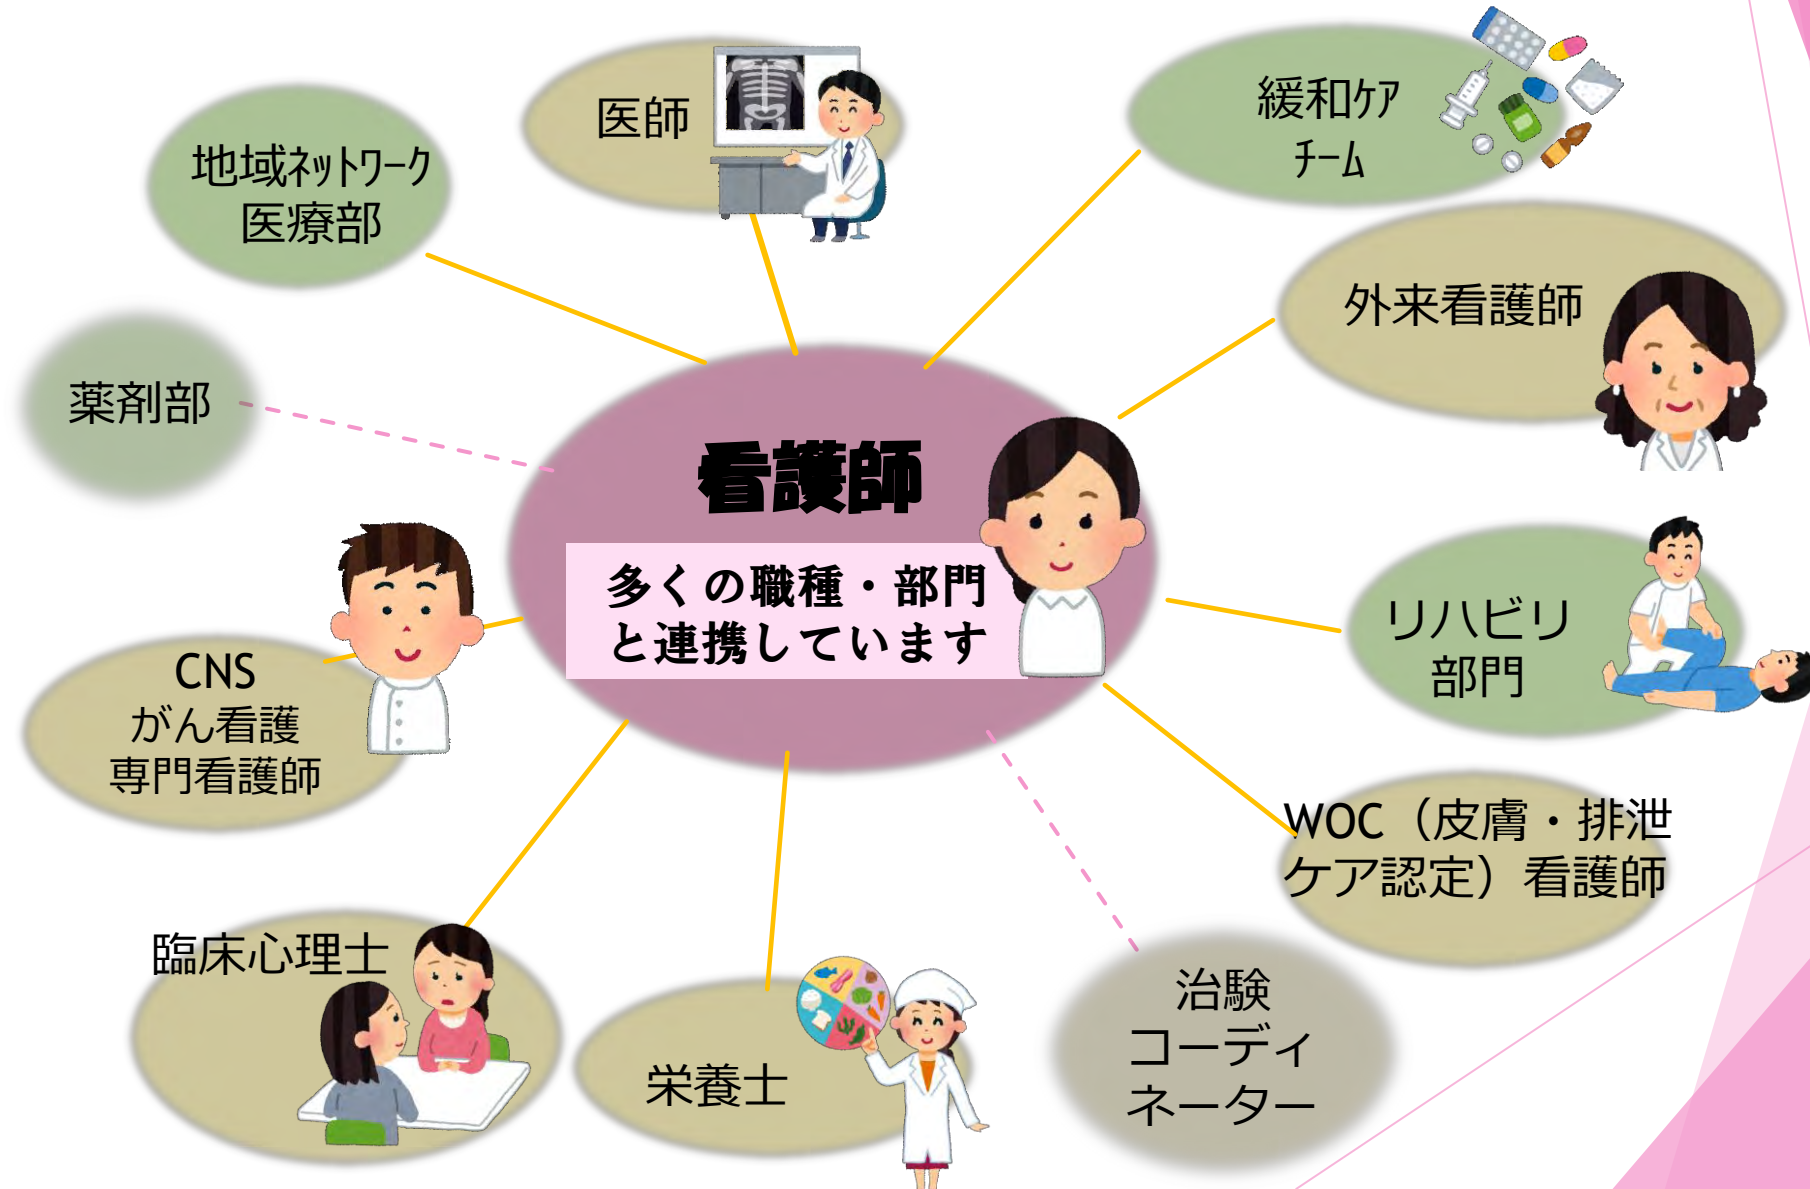 医師
緩和ｹｱ
ﾁｰﾑ
地域ﾈｯﾄﾜｰｸ
医療部
外来看護師
薬剤部
看護師
多くの職種・部門
と連携しています
リハビリ
部門
CNS
がん看護
専門看護師
WOC（皮膚・排泄
ケア認定）看護師
臨床心理士
治験
コーディ
ネーター
栄養士